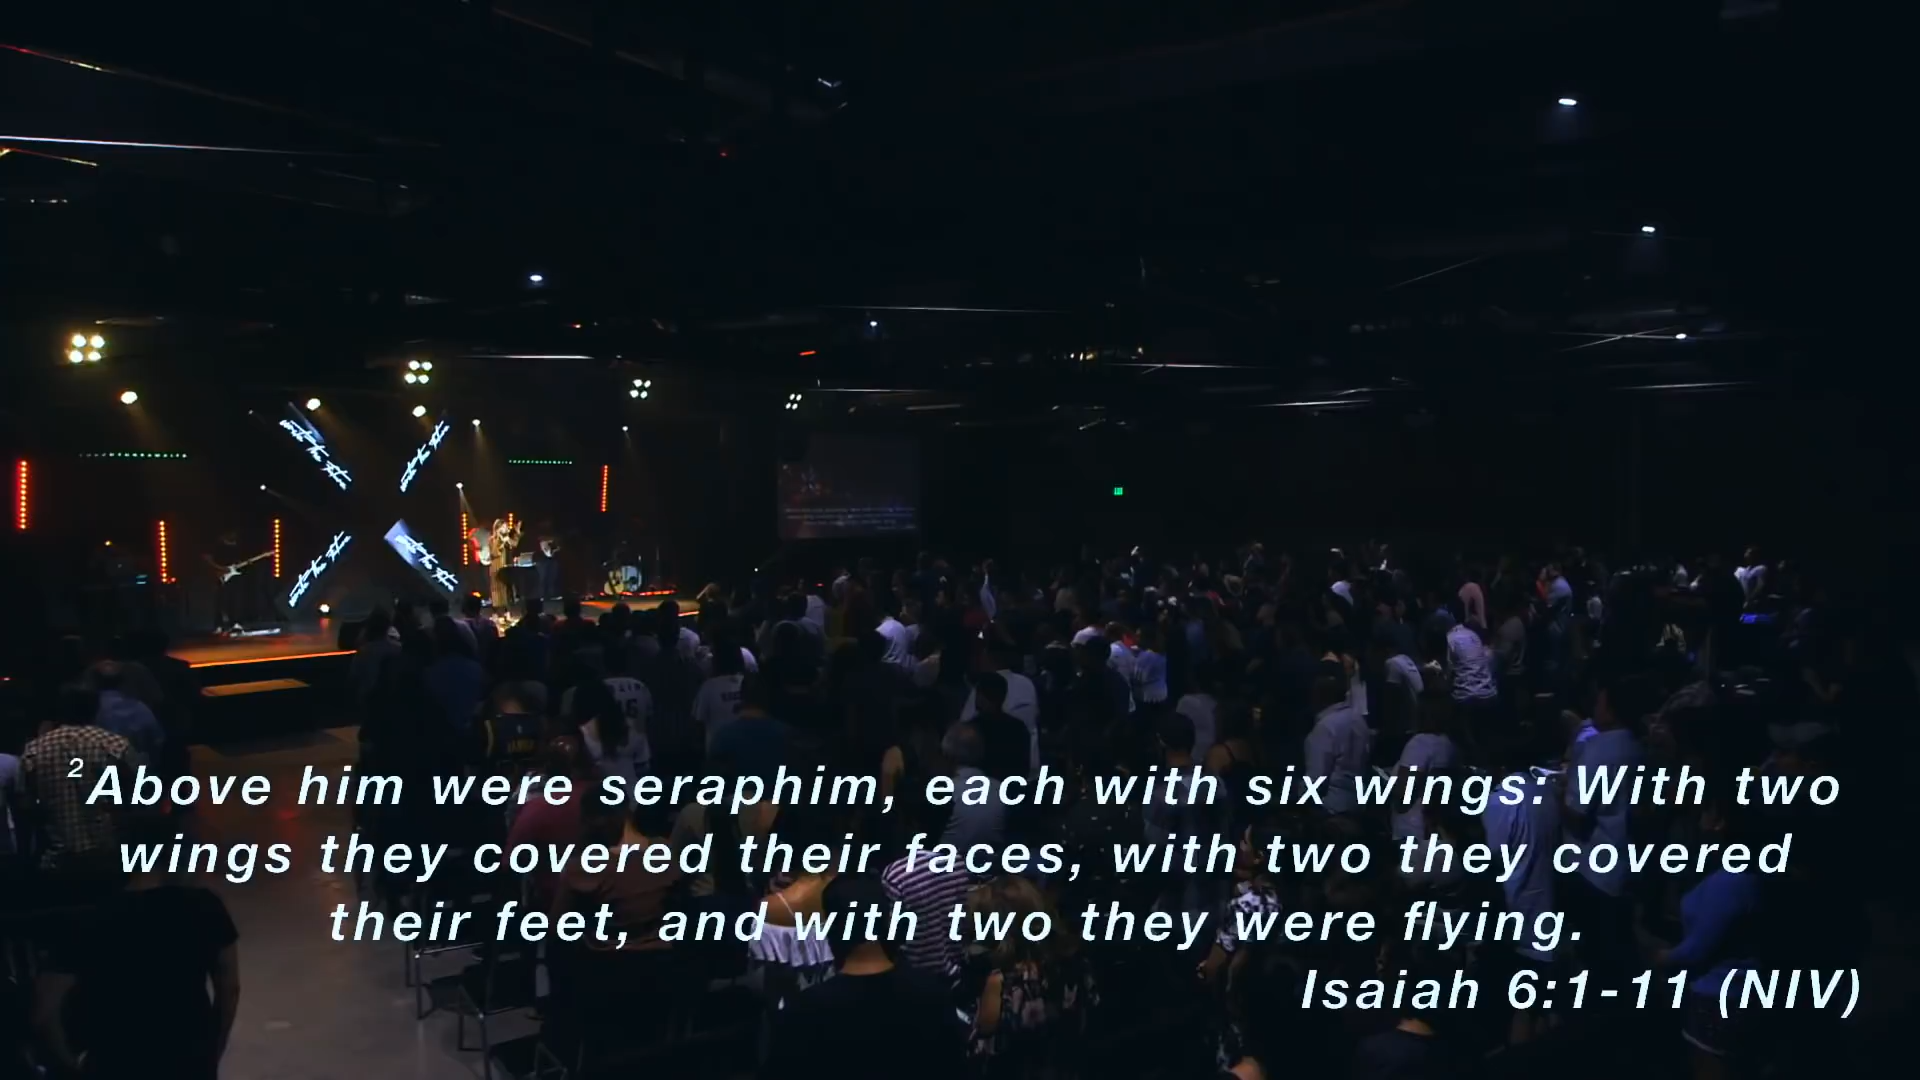 ²Above him were seraphim, each with six wings: With two
wings they covered their faces, with two they covered
their feet, and with two they were flying.
Isaiah 6:1-11 (NIV)